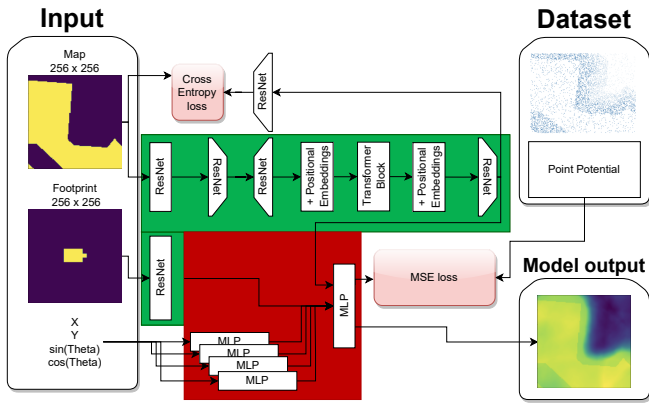 Input
Dataset
Map
256 x 256
Cross
Entropy
loss
ResNet
ResNet
ResNet
ResNet
+ Positional
Embeddings
Transformer
Block
+ Positional
Embeddings
ResNet
Point Potential
Footprint
256 x 256
ResNet
MLP
MSE loss
Model output
X
Y
sin(Theta)
cos(Theta)
MLP
MLP
MLP
MLP